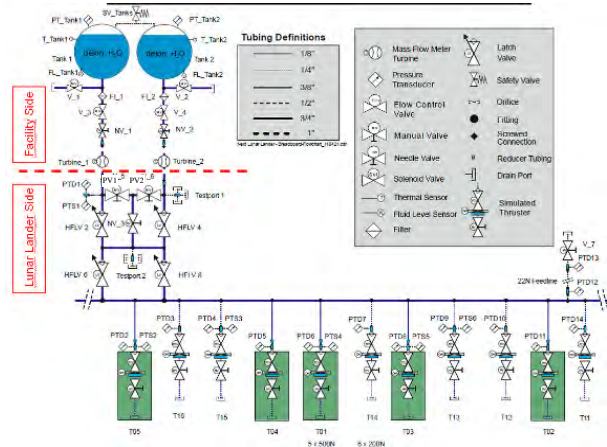 SV_Tanks
PT_Tank1
PT_Tank2
T_Tank1
T_Tank2
Tank 1
Tank 2
deion. H2O
deion. H2O
FL_Tank1
FL_Tank2
V_1
FI_1
FI_2
V_2
V_3
V_4
NV_1
NV_2
Turbine_1
Turbine_2
Facility Side
Lunar Lander Side
Tubing Definitions
1/8"
1/4"
3/8"
1/2"
3/4"
1"
Mass Flow Meter
Turbine
Pressure
Transducer
Flow Control
Valve
Manual Valve
Needle Valve
Solenoid Valve
Thermal Sensor
Fluid Level Sensor
Filter
Latch
Valve
Safety Valve
Orifice
Fitting
Screwed
Connection
Reducer Tubing
Drain Port
Simulated
Thruster
PTD1
PTS1
PV1
PV2
Testport 1
HFLV 2
NV_3
HFLV 4
Testport 2
HFLV 6
HFLV 8
V_7
PTD13
22N Feedline
PTD12
PTD2
PTS2
PTD3
PTD4
PTS3
PTD5
PTD6
PTS4
PTD7
PTD8
PTS5
PTD9
PTS6
PTD10
PTD11
PTD14
T05
T16
T15
T04
T01
T14
T03
T13
T12
T02
T11
5 x 500N
6 x 200N